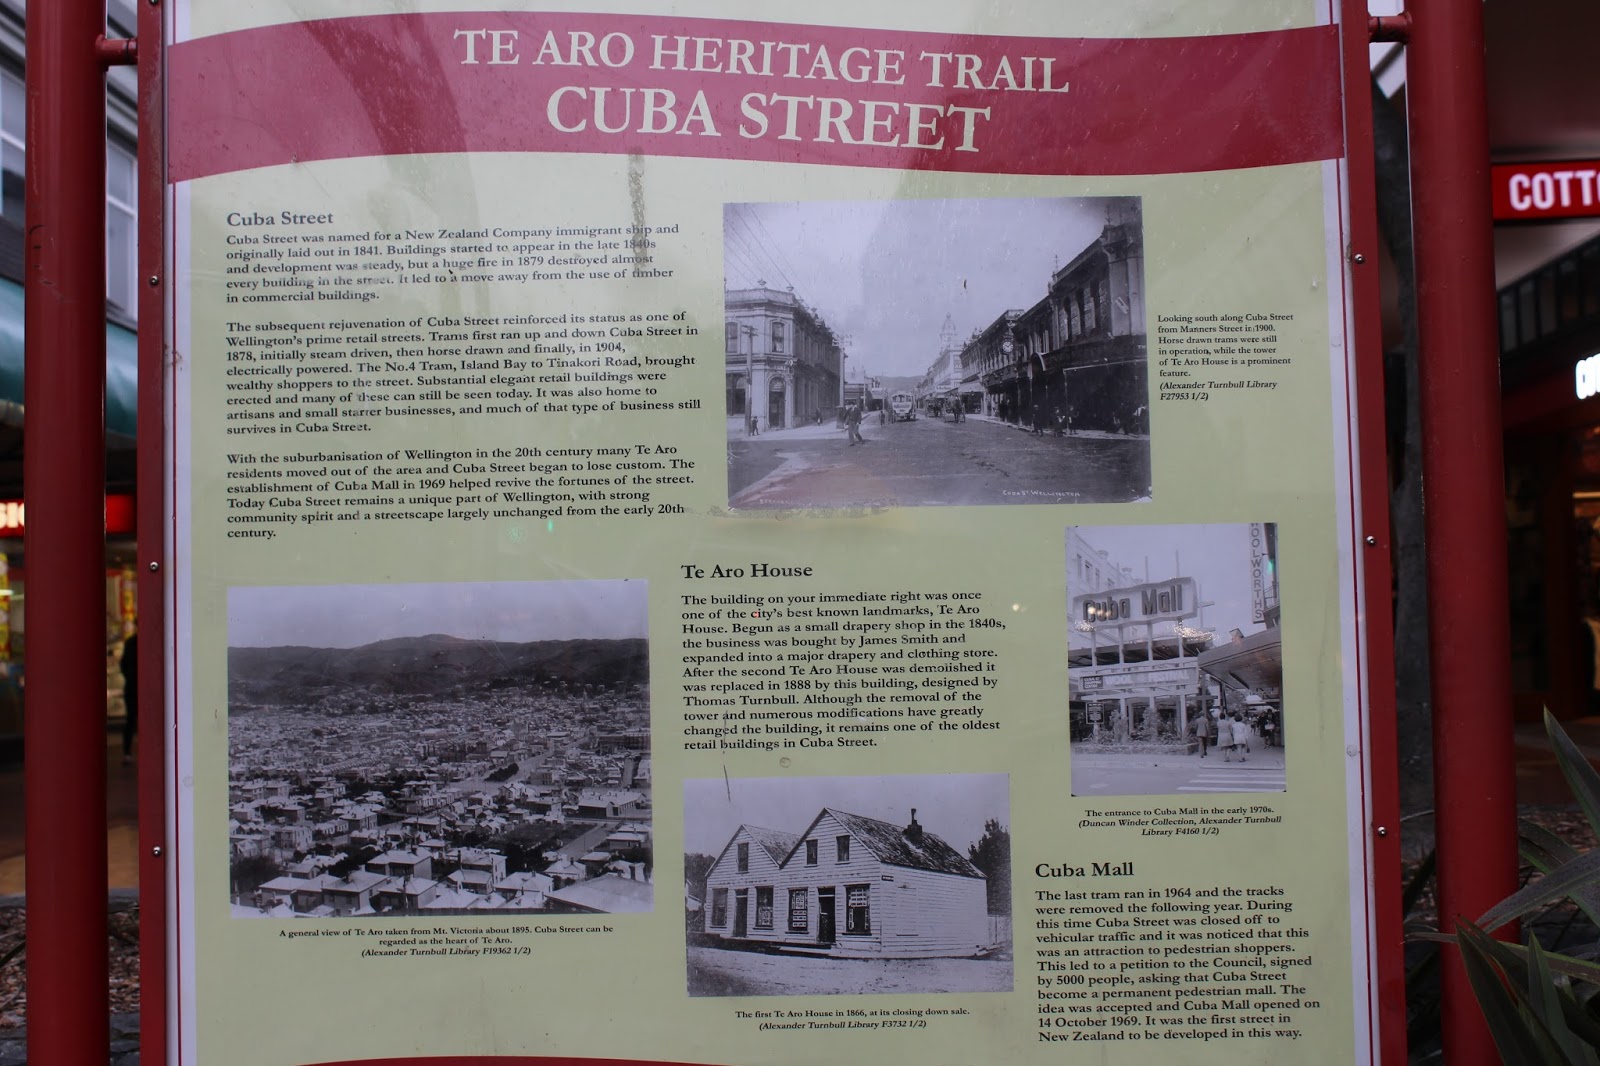 TE ARO HERITAGE TRAIL
CUBA STREET
Cuba Street
Cuba Street was named for a New Zealand Company immigrant ship and
originally laid out in 1841. Buildings started to appear in the late 1840s
and development was steady, but a huge fire in 1879 destroyed almost
every building in the street. It led to a move away from the use of timber
in commercial buildings.
The subsequent rejuvenation of Cuba Street reinforced its status as one of
Wellington's prime retail streets. Trams first ran up and down Cuba Street in
1878, initially steam driven, then horse drawn and finally, in 1904,
electrically powered. The No.4 Tram, Island Bay to Tinakori Road, brought
wealthy shoppers to the street. Substantial elegant retail buildings were
erected and many of these can still be seen today. It was also home to
artisans and small starter businesses, and much of that type of business still
survives in Cuba Street.
With the suburbanisation of Wellington in the 20th century many Te Aro
residents moved out of the area and Cuba Street began to lose custom. The
establishment of Cuba Mall in 1969 helped revive the fortunes of the street.
Today Cuba Street remains a unique part of Wellington, with strong
community spirit and a streetscape largely unchanged from the early 20th
century.
CUBA ST. WELLINGTON
Looking south along Cuba Street
from Manners Street in 1900.
Horse drawn trams were still
in operation, while the tower
of Te Aro House is a prominent
feature.
(Alexander Turnbull Library
F27953 1/2)
A general view of Te Aro taken from Mt. Victoria about 1895. Cuba Street can be
regarded as the heart of Te Aro.
(Alexander Turnbull Library F19362 1/2)
Te Aro House
The building on your immediate right was once
one of the city's best known landmarks, Te Aro
House. Begun as a small drapery shop in the 1840s,
the business was bought by James Smith and
expanded into a major drapery and clothing store.
After the second Te Aro House was demolished it
was replaced in 1888 by this building, designed by
Thomas Turnbull. Although the removal of the
tower and numerous modifications have greatly
changed the building, it remains one of the oldest
retail buildings in Cuba Street.
The first Te Aro House in 1866, at its closing down sale.
(Alexander Turnbull Library F3732 1/2)
Cuba Mall
OOLWORTHS
The entrance to Cuba Mall in the early 1970s.
(Duncan Winder Collection, Alexander Turnbull
Library F4160 1/2)
Cuba Mall
The last tram ran in 1964 and the tracks
were removed the following year. During
this time Cuba Street was closed off to
vehicular traffic and it was noticed that this
was an attraction to pedestrian shoppers.
This led to a petition to the Council, signed
by 5000 people, asking that Cuba Street
become a permanent pedestrian mall. The
idea was accepted and Cuba Mall opened on
14 October 1969. It was the first street in
New Zealand to be developed in this way.
COTTO